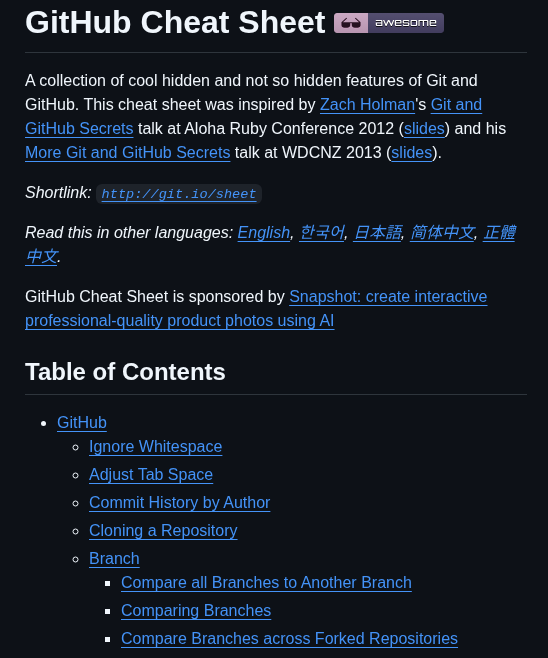 GitHub Cheat Sheet awesome
A collection of cool hidden and not so hidden features of Git and
GitHub. This cheat sheet was inspired by Zach Holman's Git and
GitHub Secrets talk at Aloha Ruby Conference 2012 (slides) and his
More Git and GitHub Secrets talk at WDCNZ 2013 (slides).
Shortlink: http://git.io/sheet
Read this in other languages: English, 한국어, 日本語, 简体中文, 正體
中文.
GitHub Cheat Sheet is sponsored by Snapshot: create interactive
professional-quality product photos using AI
Table of Contents
GitHub
Ignore Whitespace
Adjust Tab Space
Commit History by Author
Cloning a Repository
Branch
Compare all Branches to Another Branch
Comparing Branches
Compare Branches across Forked Repositories